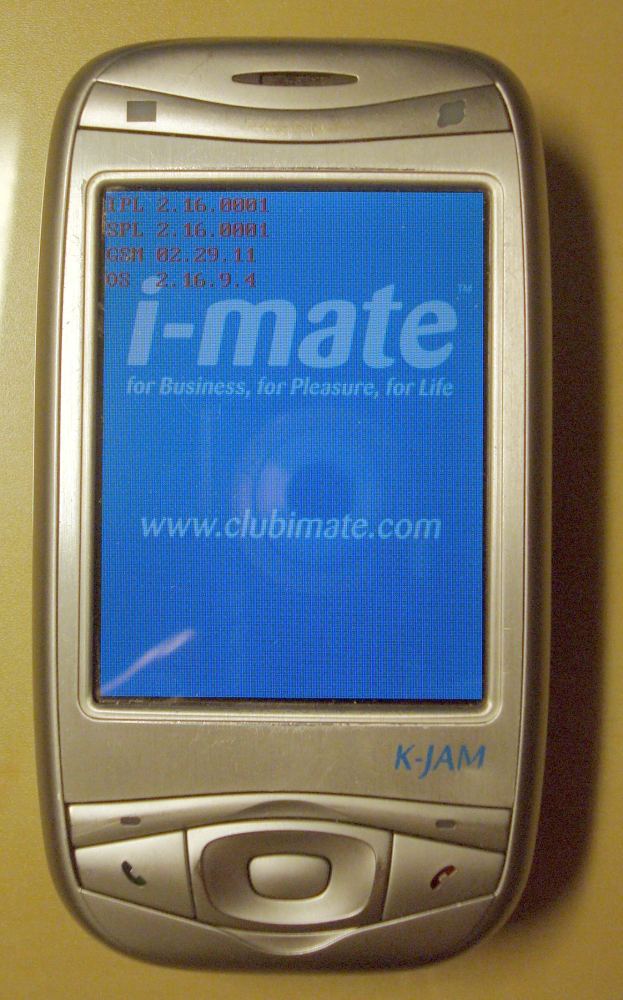 IPL 2.16.0001
SPL 2.16.0001
GSM 02.29.11
OS 2.16.9.4
i-mate™
for Business, for Pleasure, for Life
www.clubimate.com
K-JAM